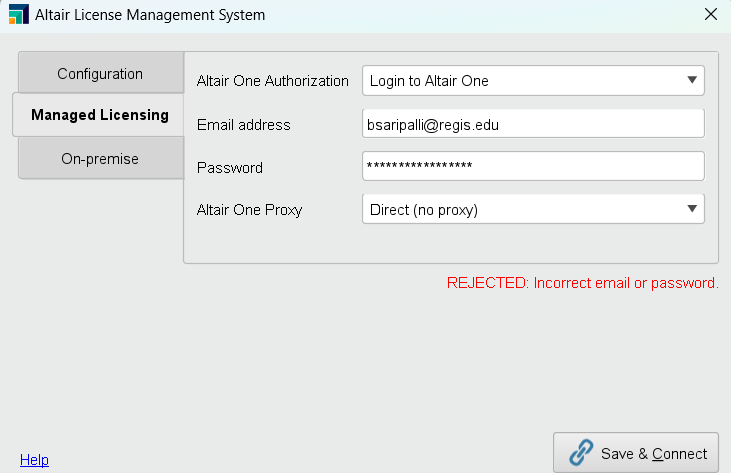 Altair License Management System
Configuration
Managed Licensing
On-premise
Altair One Authorization
Login to Altair One
Email address
bsaripalli@regis.edu
Password
*****************
Altair One Proxy
Direct (no proxy)
REJECTED: Incorrect email or password.
Help
Save & Connect